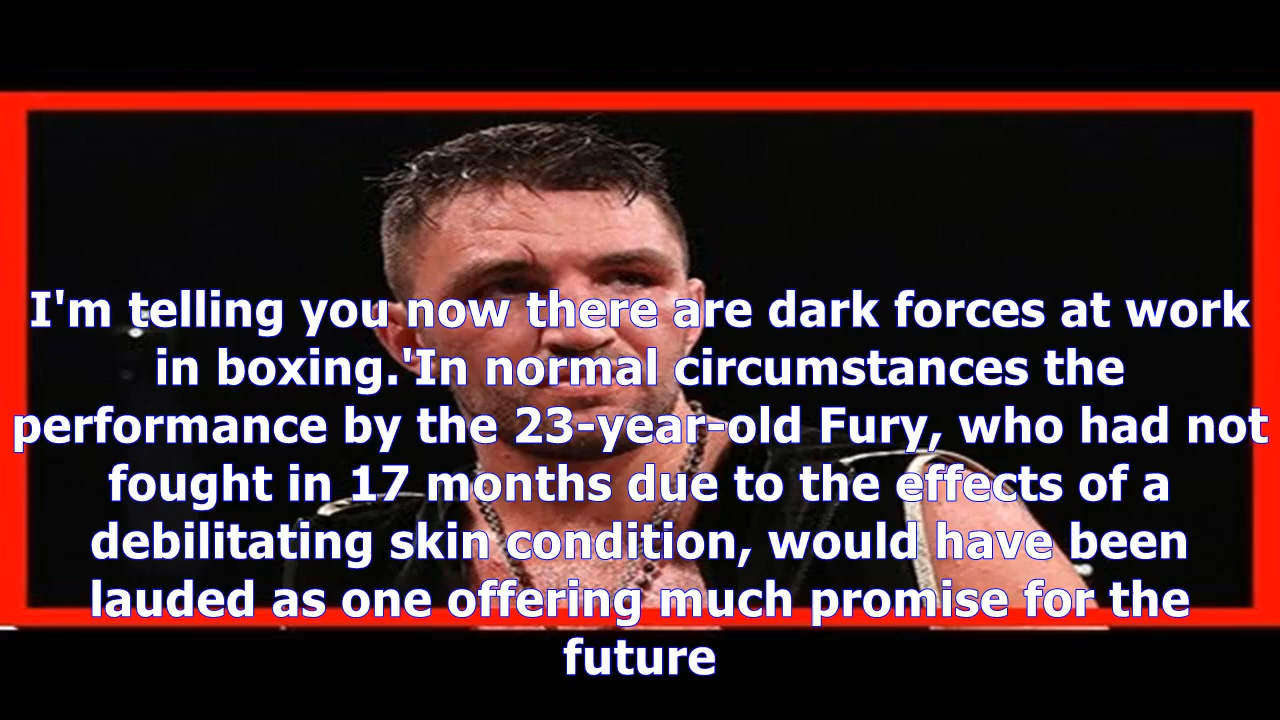 I'm telling you now there are dark forces at work
in boxing.'In normal circumstances the
performance by the 23-year-old Fury, who had not
fought in 17 months due to the effects of a
debilitating skin condition, would have been
lauded as one offering much promise for the
future